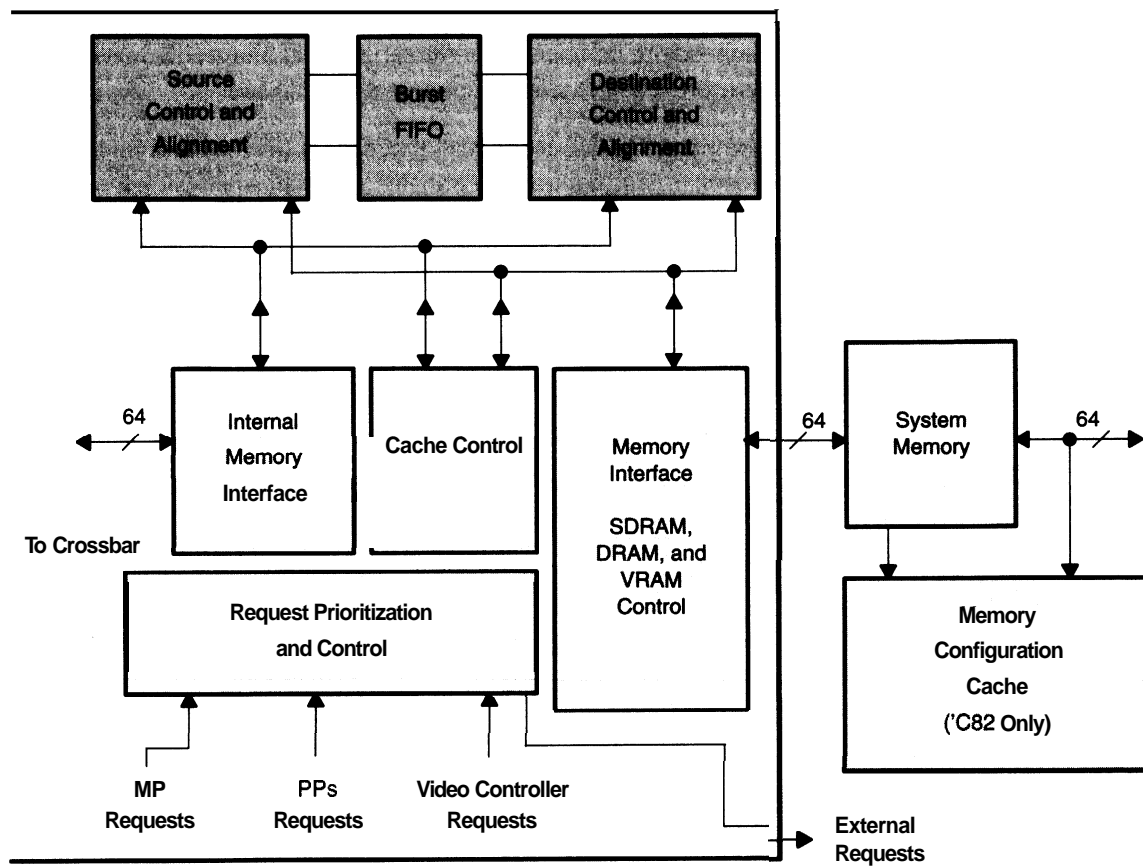 Source
Control and
Alignment
Burst
FIFO
Destination
Control and
Alignment
64
Internal
Memory
Interface
Cache Control
Memory
Interface
SDRAM,
DRAM, and
VRAM
Control
64
System
Memory
64
To Crossbar
Request Prioritization
and Control
Memory
Configuration
Cache
('C82 Only)
MP
Requests
PPs
Requests
Video Controller
Requests
External
Requests